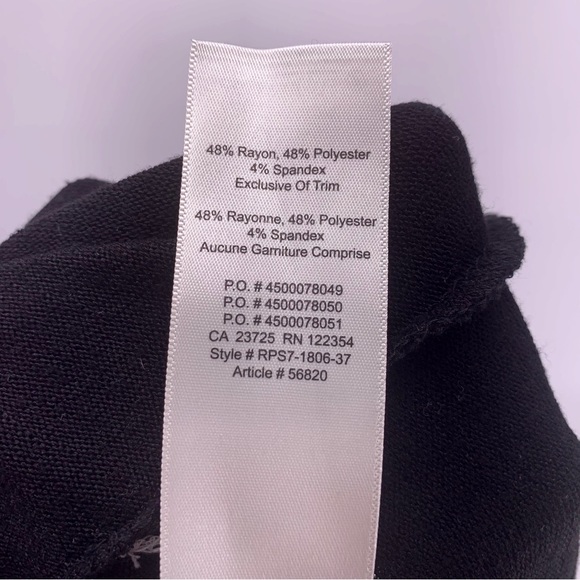 48% Rayon, 48% Polyester
4% Spandex
Exclusive Of Trim
48% Rayonne, 48% Polyester
4% Spandex
Aucune Garniture Comprise
P.O. # 4500078049
P.O. # 4500078050
P.O. # 4500078051
CA 23725 RN 122354
Style # RPS7-1806-37
Article # 56820